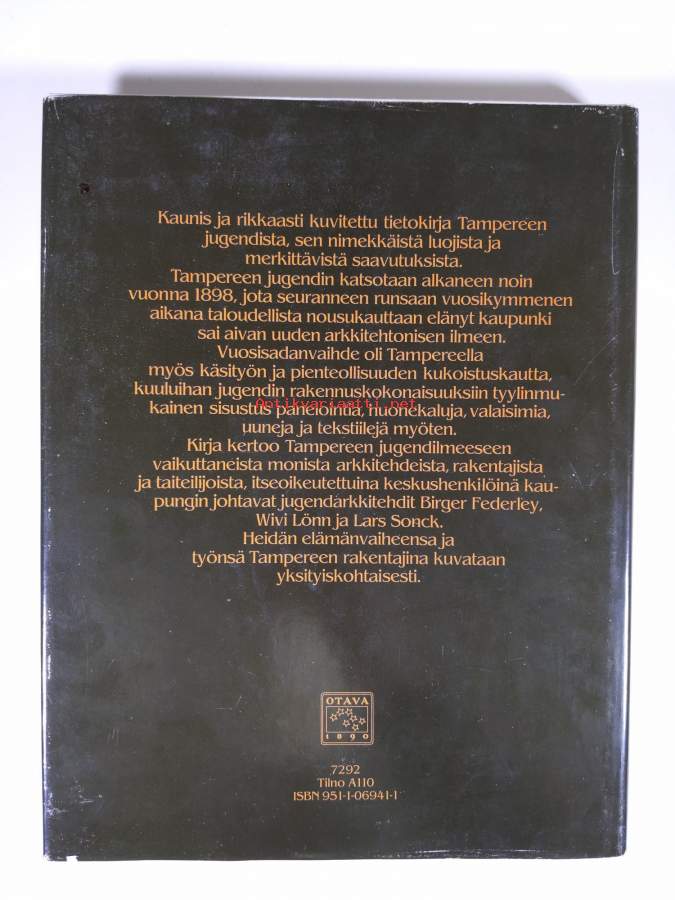 Kaunis ja rikkaasti kuvitettu tietokirja Tampereen
jugendista, sen nimekkäistä luojista ja
merkittävistä saavutuksista.
Tampereen jugendin katsotaan alkaneen noin
vuonna 1898, jota seuranneen runsaan vuosikymmenen
aikana taloudellista nousukauttaan elänyt kaupunki
sai aivan uuden arkkitehtonisen ilmeen.
Vuosisadanvaihde oli Tampereella
myös käsityön ja pienteollisuuden kukoistuskautta,
kuuluihan jugendin rakennuskokonaisuuksiin tyylinmu-
kainen sisustus panelointia, huonekaluja, valaisimia,
Antikvariaatti.net
uuneja ja tekstiilejä myöten.
Kirja kertoo Tampereen jugendilmeeseen
vaikuttaneista monista arkkitehdeista, rakentajista
ja taiteilijoista, itseoikeutettuina keskushenkilöinä kau-
pungin johtavat jugendarkkitehdit Birger Federley,
Wivi Lönn ja Lars Sonck.
Heidän elämänvaiheensa ja
työnsä Tampereen rakentajina kuvataan
yksityiskohtaisesti.
OTAVA
1890
7292
Tilno A110
ISBN 951-1-06941-1